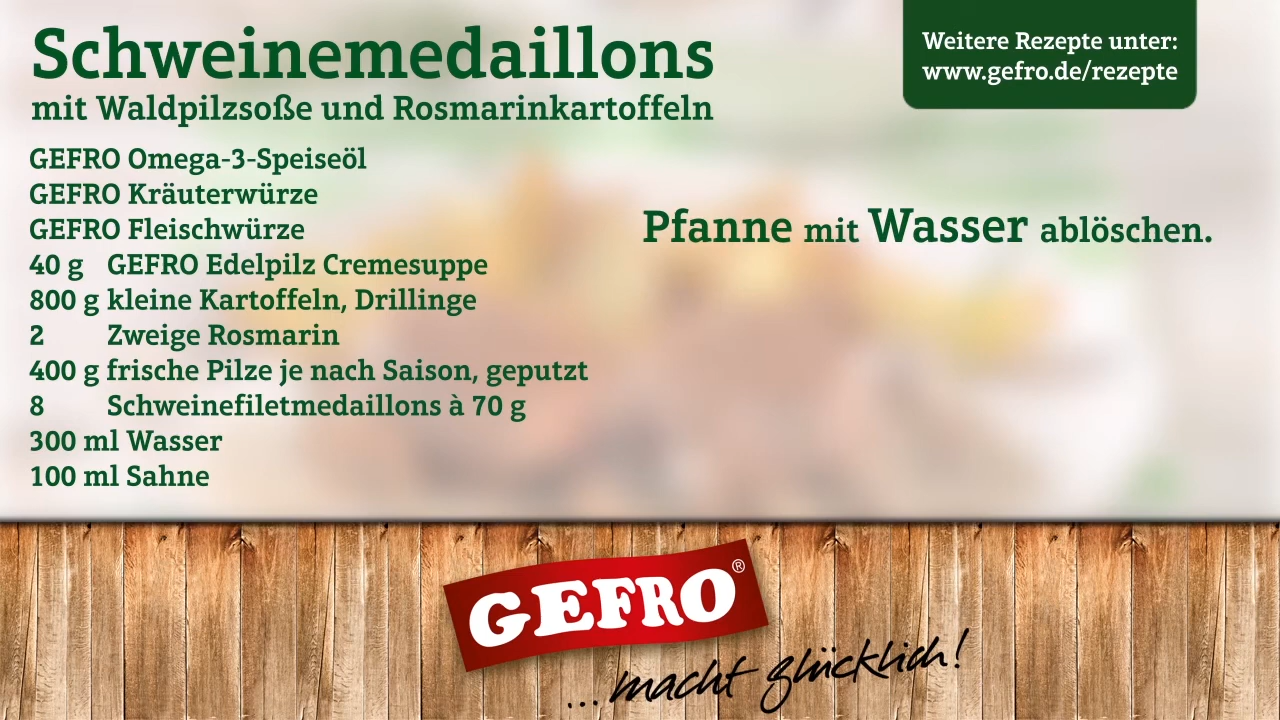 Schweinemedaillons
mit Waldpilzsoße und Rosmarinkartoffeln
Weitere Rezepte unter:
www.gefro.de/rezepte
GEFRO Omega-3-Speiseöl
GEFRO Kräuterwürze
GEFRO Fleischwürze
40 g GEFRO Edelpilz Cremesuppe
800 g kleine Kartoffeln, Drillinge
2 Zweige Rosmarin
400 g frische Pilze je nach Saison, geputzt
8 Schweinefiletmedaillons à 70 g
300 ml Wasser
100 ml Sahne
Pfanne mit Wasser ablöschen.
GEFRO®
...macht glücklich!